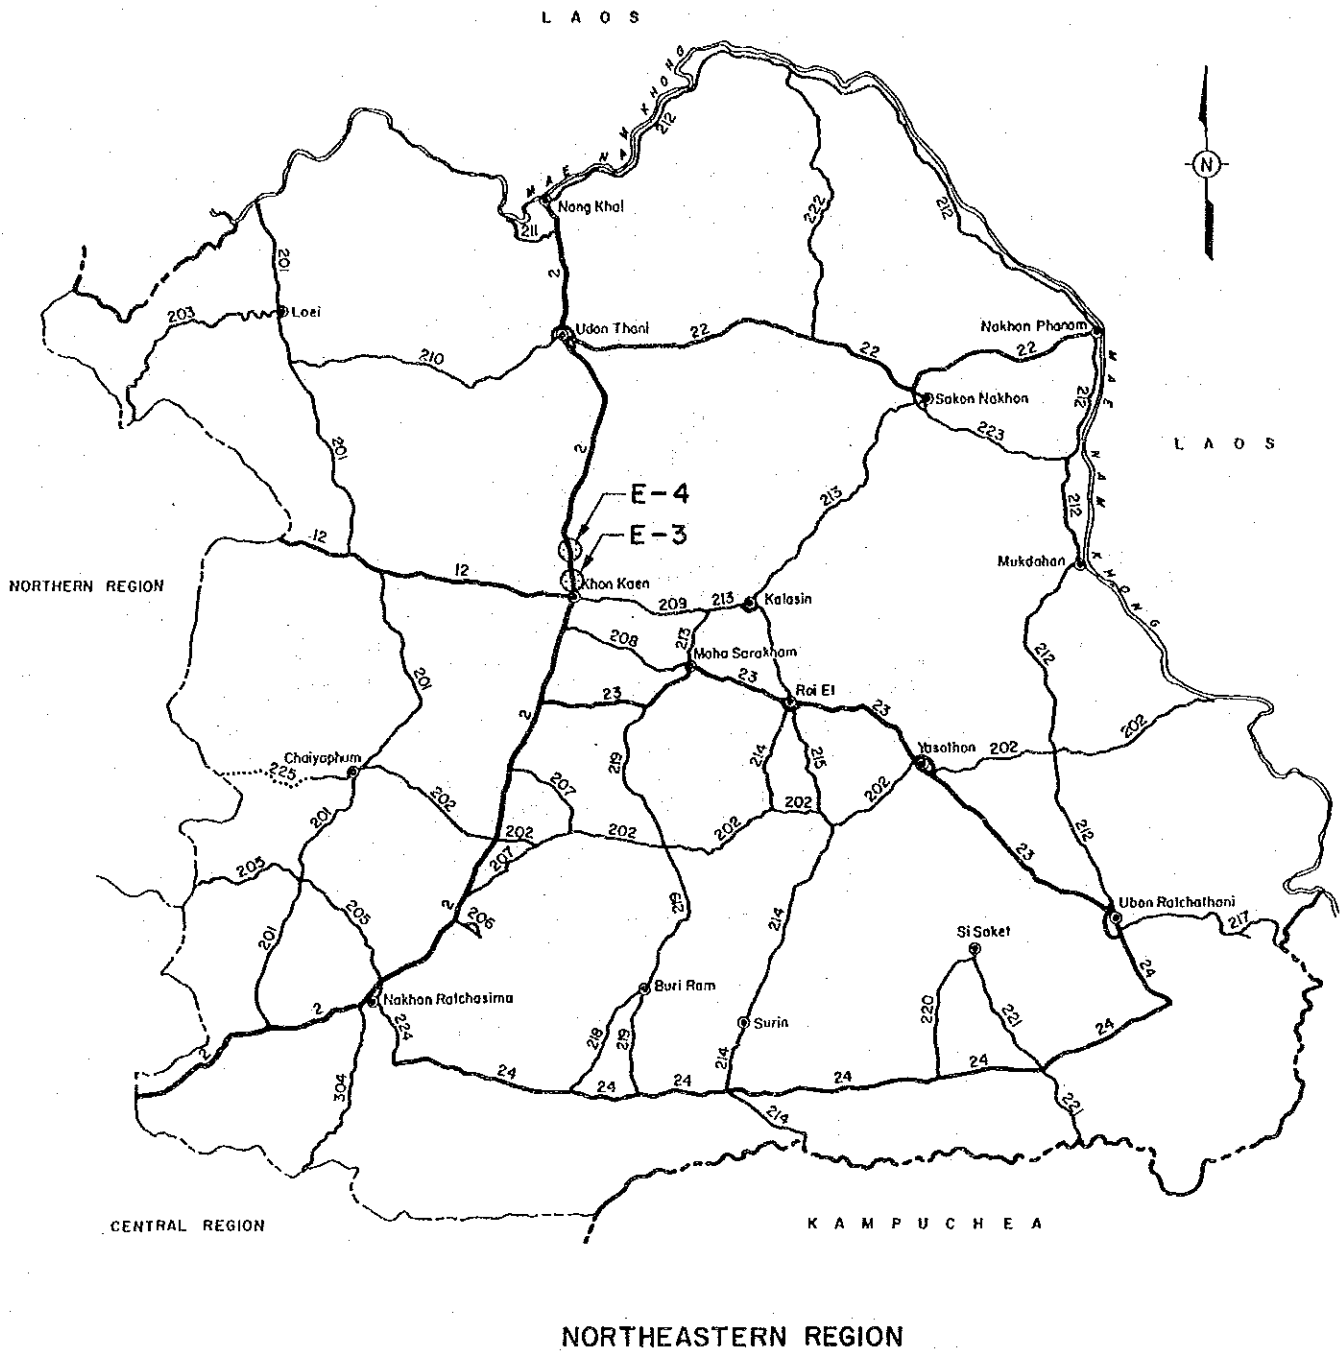 L A O S
MAE NAM KHONG
212
N
Nong Khai
211
222
212
201
2
203
Loei
Udon Thani
22
Nakhon Phanom
22
210
22
MAE NAM KHONG
Sakon Nakhon
212
223
L A O S
201
2
E-4
213
212
E-3
12
Mukdahan
NORTHERN REGION
12
Khon Kaen
209
213
Kalasin
208
213
Maha Sarakham
212
201
23
23
Roi Et
2
23
202
Chaiyaphum
219
214
215
Yasothon
202
225
207
202
201
202
202
202
202
202
212
207
23
205
2
206
205
219
214
Ubon Ratchathani
217
201
Si Saket
24
Buri Ram
Nakhon Ratchasima
2
220
221
Surin
224
218
219
214
24
2
304
24
24
24
24
24
214
221
CENTRAL REGION
K A M P U C H E A
NORTHEASTERN REGION